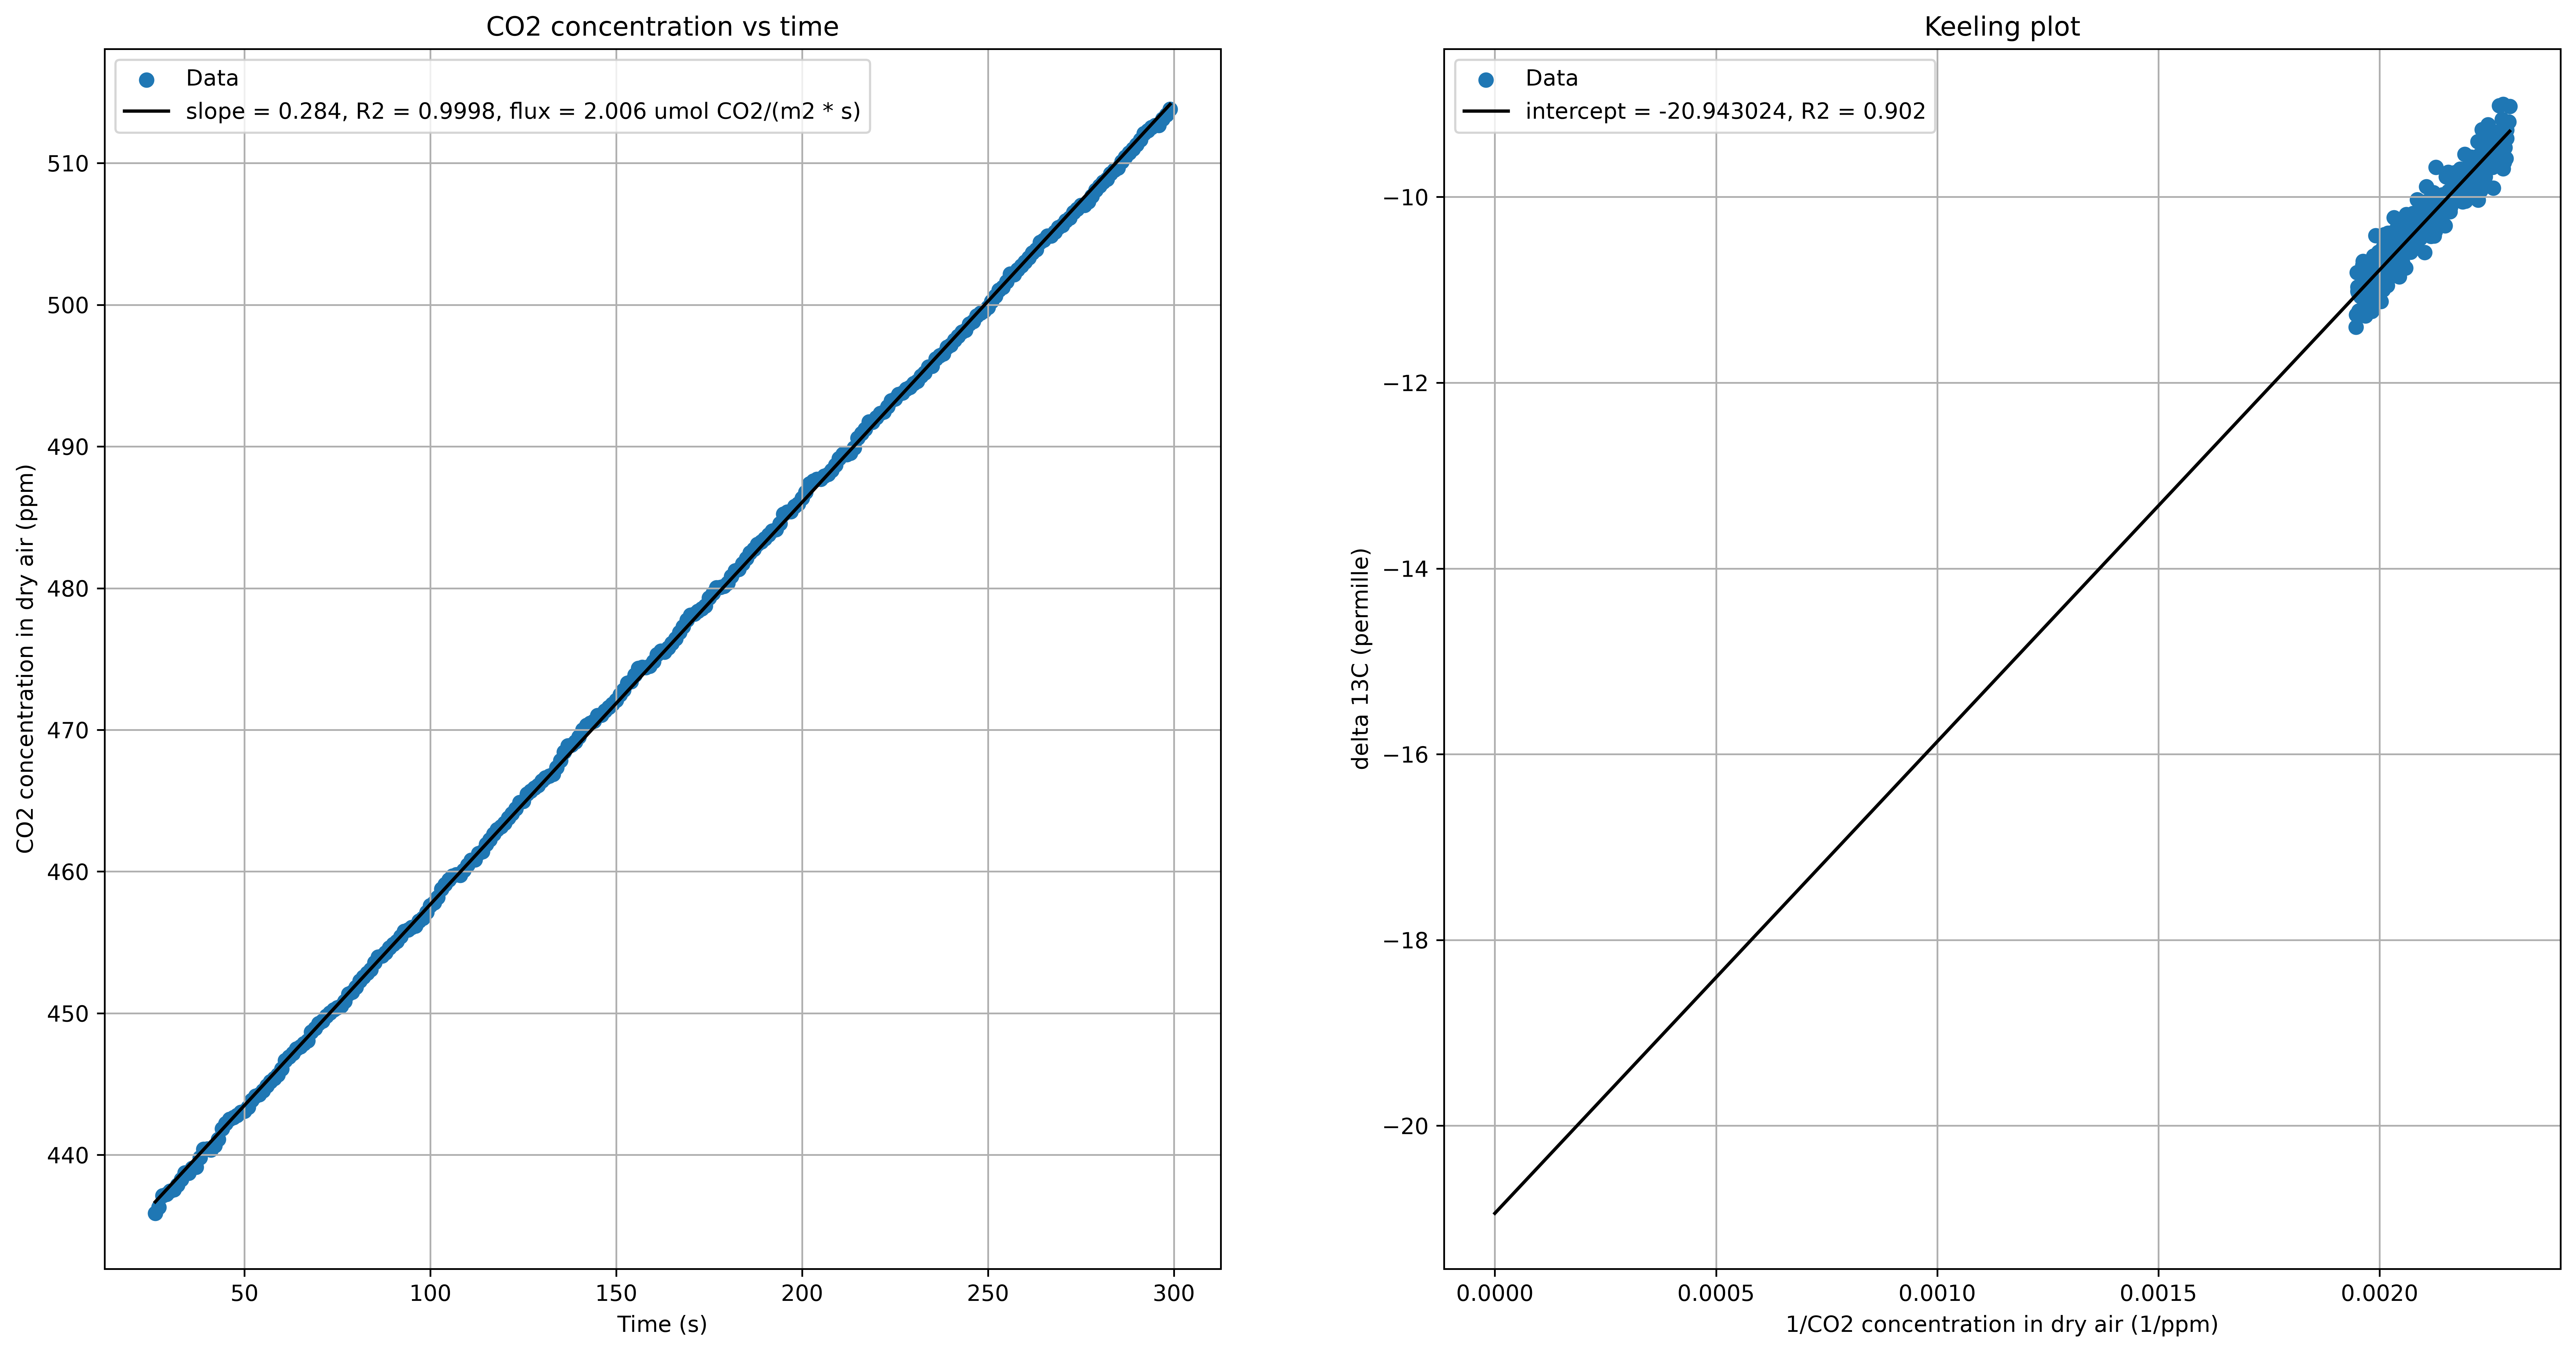 CO2 concentration vs time
Data
slope = 0.284, R2 = 0.9998, flux = 2.006 umol CO2/(m2 * s)
510
500
490
480
470
460
450
440
CO2 concentration in dry air (ppm)
50 100 150 200 250 300
Time (s)
Keeling plot
Data
intercept = -20.943024, R2 = 0.902
−10
−12
−14
−16
−18
−20
delta 13C (permille)
0.0000 0.0005 0.0010 0.0015 0.0020
1/CO2 concentration in dry air (1/ppm)